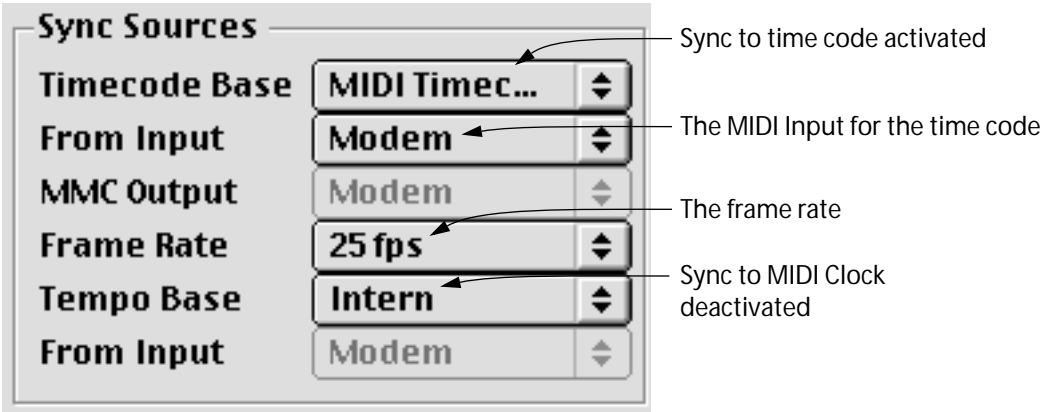 Sync Sources
Sync to time code activated
Timecode Base MIDI Timec...
From Input Modem
The MIDI Input for the time code
MMC Output Modem
The frame rate
Frame Rate 25 fps
Sync to MIDI Clock
deactivated
Tempo Base Intern
From Input Modem